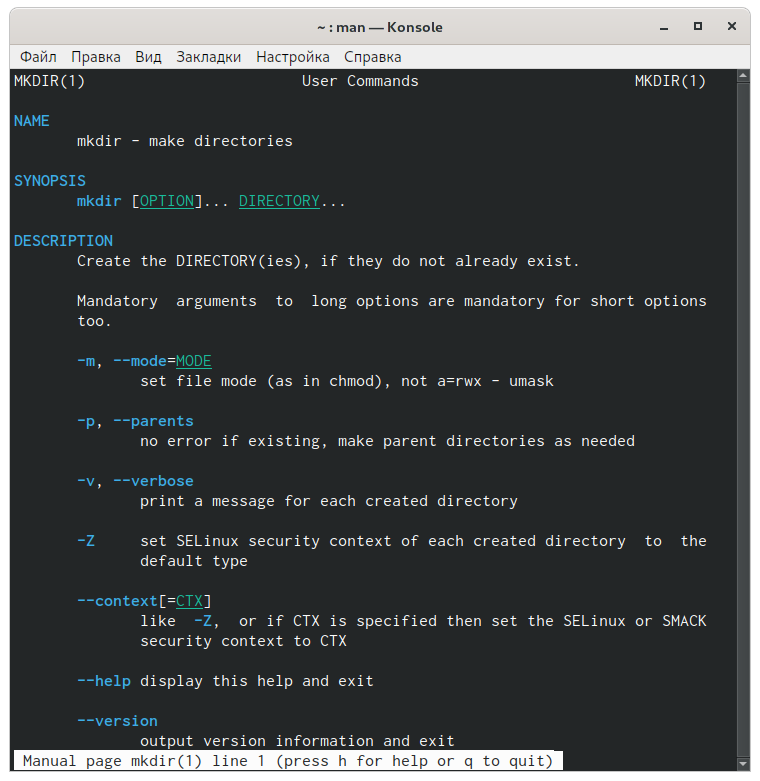 ~ : man — Konsole
Файл Правка Вид Закладки Настройка Справка
MKDIR(1) User Commands MKDIR(1)
NAME
mkdir - make directories
SYNOPSIS
mkdir [OPTION]... DIRECTORY...
DESCRIPTION
Create the DIRECTORY(ies), if they do not already exist.
Mandatory arguments to long options are mandatory for short options
too.
-m, --mode=MODE
set file mode (as in chmod), not a=rwx - umask
-p, --parents
no error if existing, make parent directories as needed
-v, --verbose
print a message for each created directory
-Z set SELinux security context of each created directory to the
default type
--context[=CTX]
like -Z, or if CTX is specified then set the SELinux or SMACK
security context to CTX
--help display this help and exit
--version
output version information and exit
Manual page mkdir(1) line 1 (press h for help or q to quit)